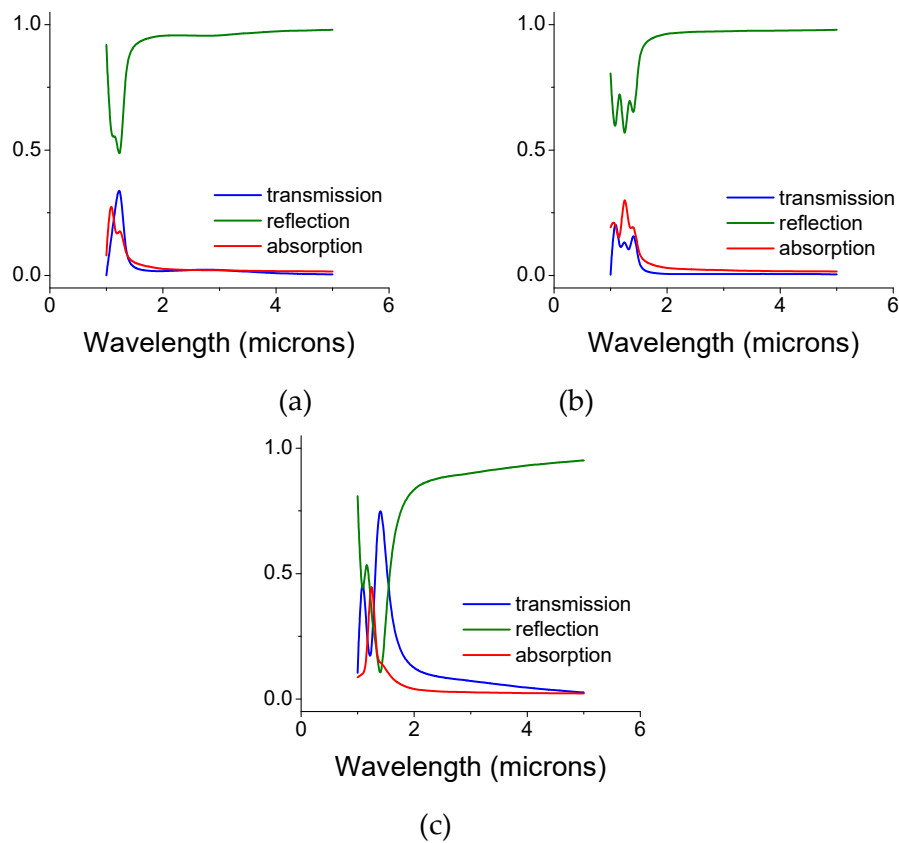 1.0
0.5
0.0
0 2 4 6
transmission
reflection
absorption
Wavelength (microns)
(a)
1.0
0.5
0.0
0 2 4 6
transmission
reflection
absorption
Wavelength (microns)
(b)
1.0
0.5
0.0
0 2 4 6
transmission
reflection
absorption
Wavelength (microns)
(c)